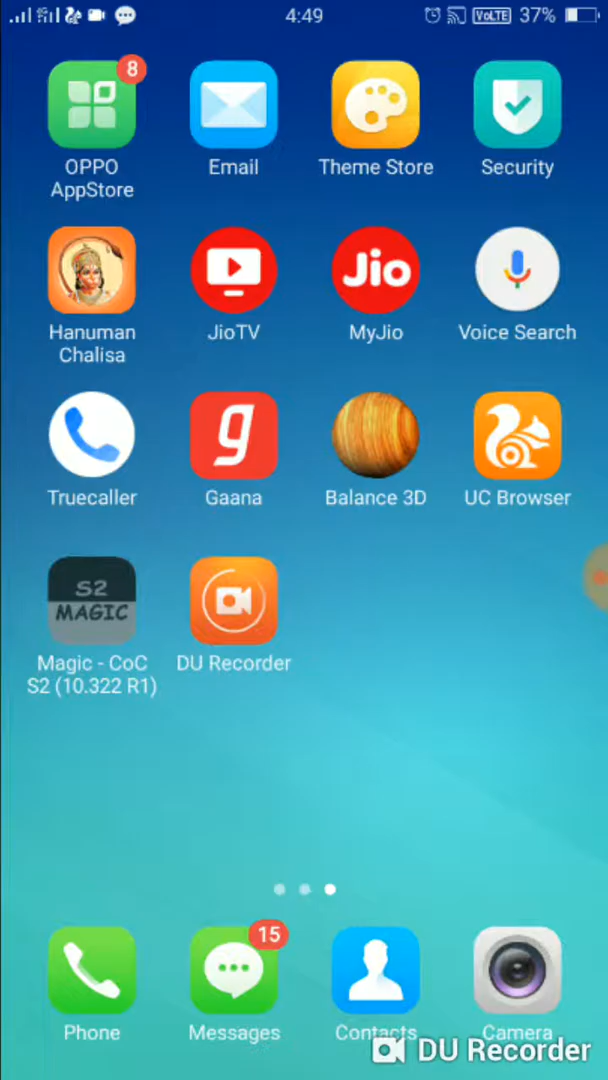 4:49
VoLTE
37%
8
OPPO AppStore
Email
Theme Store
Security
Jio
Hanuman Chalisa
JioTV
MyJio
Voice Search
g
Truecaller
Gaana
Balance 3D
UC Browser
S2
MAGIC
Magic - CoC S2 (10.322 R1)
DU Recorder
15
Phone
Messages
Contacts
Camera
DU Recorder